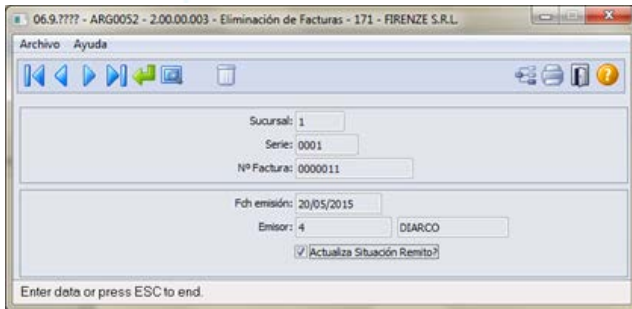 06.9.???? - ARG0052 - 2.00.00.003 - Eliminación de Facturas - 171 - FIRENZE S.R.L.
Archivo Ayuda
Sucursal: 1
Serie: 0001
Nº Factura: 0000011
Fch emisión: 20/05/2015
Emisor: 4 DIARCO
Actualiza Situación Remito?
Enter data or press ESC to end.